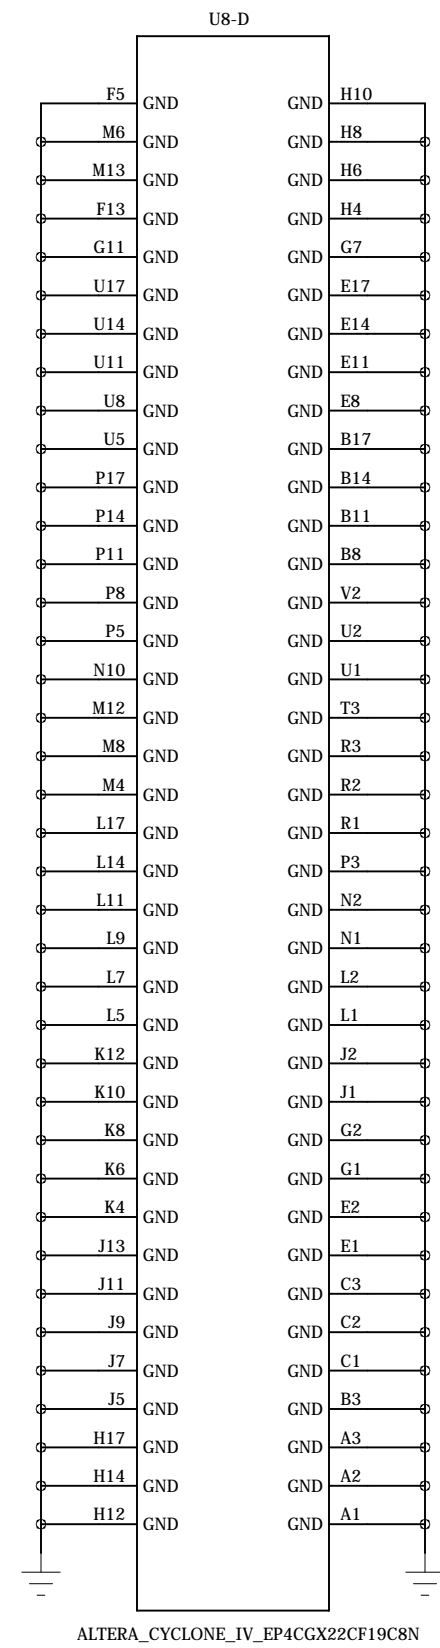 U8-D
F5 GND GND H10
M6 GND GND H8
M13 GND GND H6
F13 GND GND H4
G11 GND GND G7
U17 GND GND E17
U14 GND GND E14
U11 GND GND E11
U8 GND GND E8
U5 GND GND B17
P17 GND GND B14
P14 GND GND B11
P11 GND GND B8
P8 GND GND V2
P5 GND GND U2
N10 GND GND U1
M12 GND GND T3
M8 GND GND R3
M4 GND GND R2
L17 GND GND R1
L14 GND GND P3
L11 GND GND N2
L9 GND GND N1
L7 GND GND L2
L5 GND GND L1
K12 GND GND J2
K10 GND GND J1
K8 GND GND G2
K6 GND GND G1
K4 GND GND E2
J13 GND GND E1
J11 GND GND C3
J9 GND GND C2
J7 GND GND C1
J5 GND GND B3
H17 GND GND A3
H14 GND GND A2
H12 GND GND A1
ALTERA_CYCLONE_IV_EP4CGX22CF19C8N